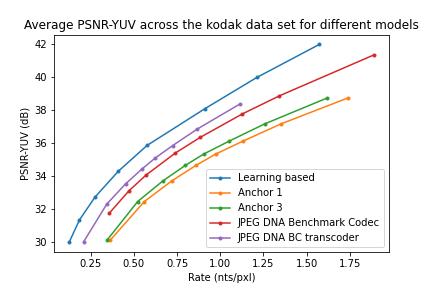 Average PSNR-YUV across the kodak data set for different models
PSNR-YUV (dB)
42
40
38
36
34
32
30
0.25 0.50 0.75 1.00 1.25 1.50 1.75
Rate (nts/pxl)
Learning based
Anchor 1
Anchor 3
JPEG DNA Benchmark Codec
JPEG DNA BC transcoder